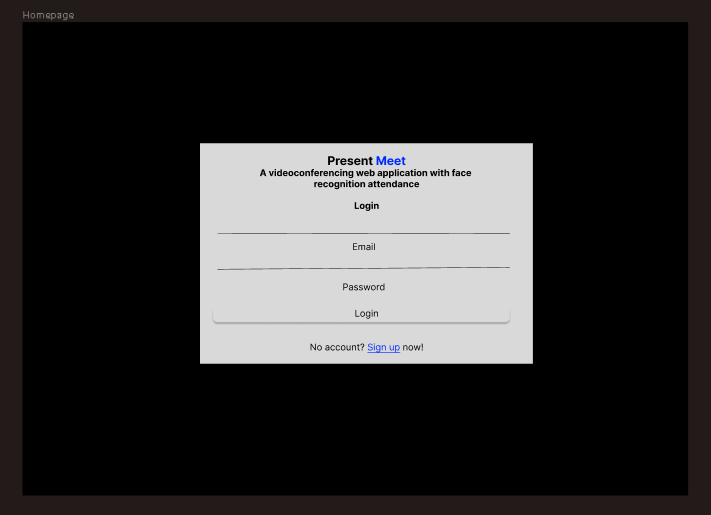 Homepage
Present Meet
A videoconferencing web application with face
recognition attendance
Login
Email
Password
Login
No account? Sign up now!